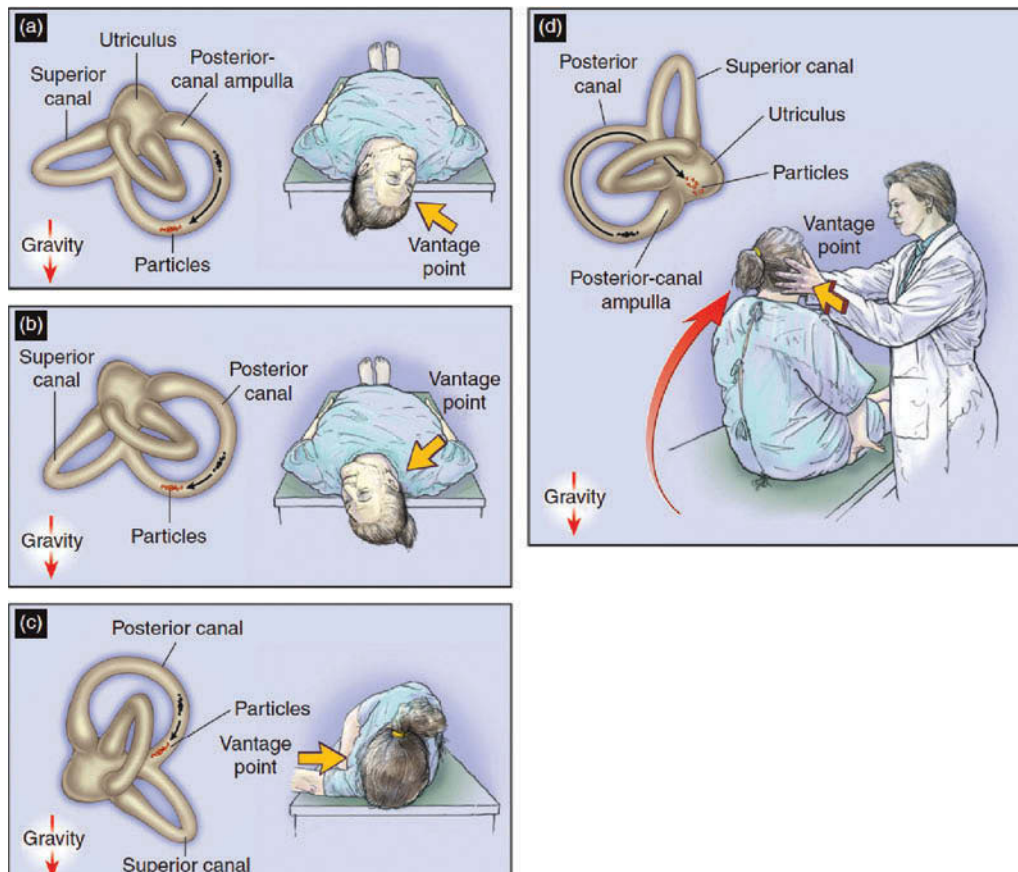 (a)
Utriculus
Posterior-
canal ampulla
Superior
canal
Gravity
Particles
Vantage
point
(b)
Superior
canal
Posterior
canal
Vantage
point
Particles
Gravity
(c)
Posterior canal
Particles
Vantage
point
Gravity
Superior canal
(d)
Posterior
canal
Superior canal
Utriculus
Particles
Vantage
point
Posterior-canal
ampulla
Gravity